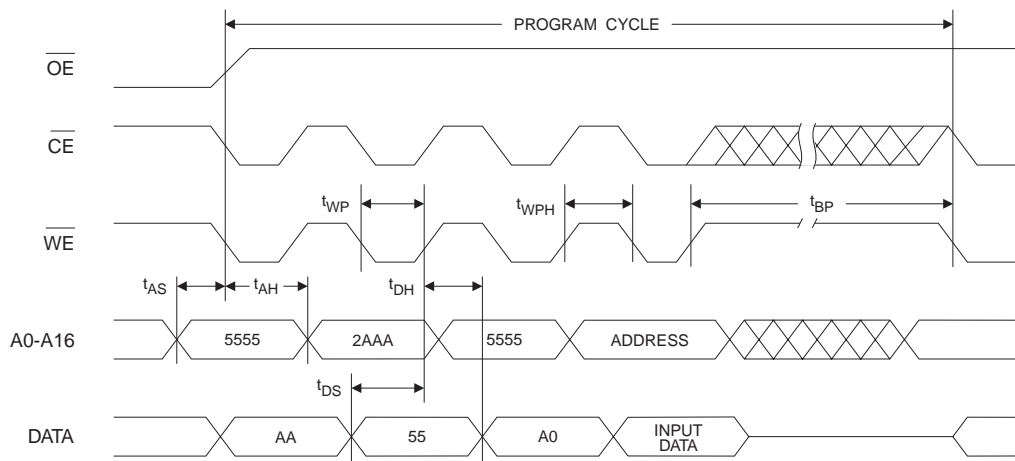 PROGRAM CYCLE
OE
CE
tWP
tWPH
tBP
WE
tAS
tAH
tDH
A0-A16
5555
2AAA
5555
ADDRESS
tDS
DATA
AA
55
A0
INPUT
DATA